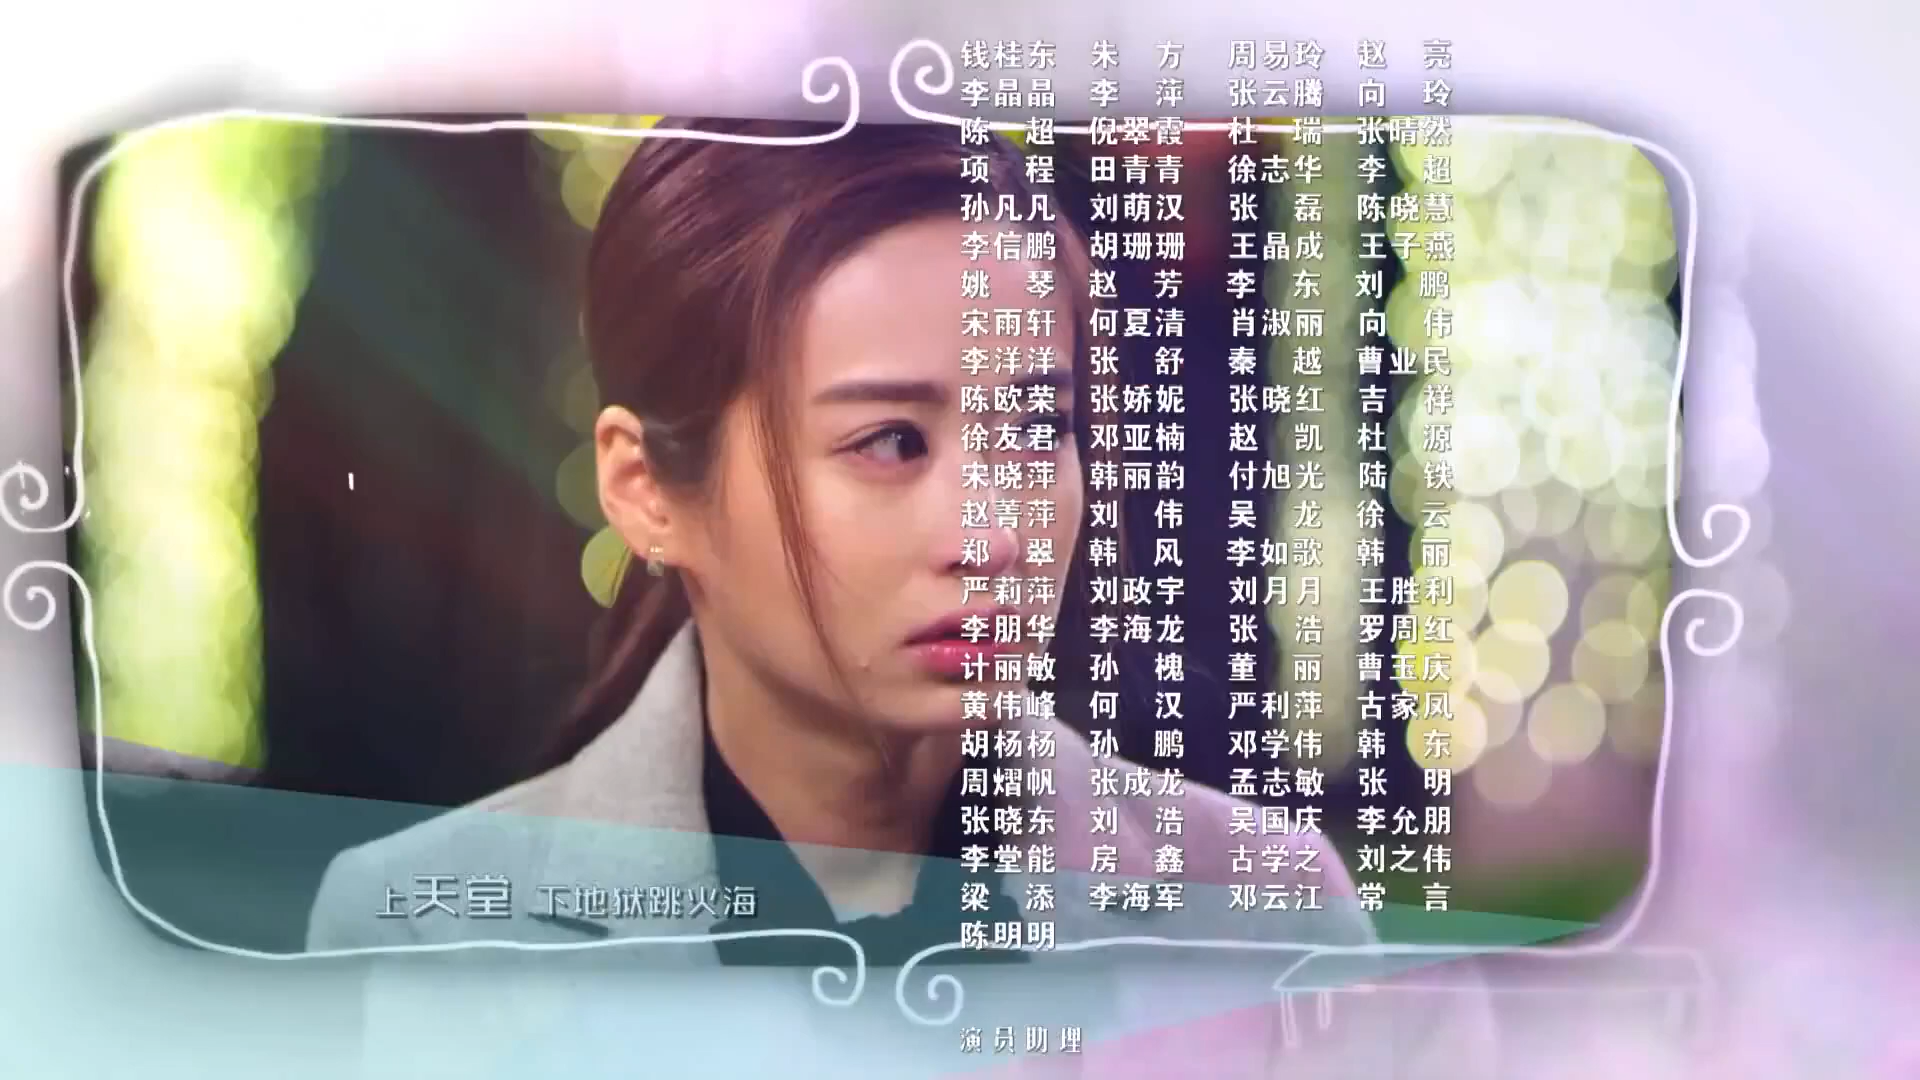 钱桂东 朱方 周易玲 赵亮
李晶晶 李萍 张云腾 向玲
陈超 倪翠霞 杜瑞 张晴然
项程 田青青 徐志华 李超
孙凡凡 刘萌汉 张磊 陈晓慧
李信鹏 胡珊珊 王晶成 王子燕
姚琴 赵芳 李东 刘鹏
宋雨轩 何夏清 肖淑丽 向伟
李洋洋 张舒 秦越 曹业民
陈欧荣 张娇妮 张晓红 吉祥
徐友君 邓亚楠 赵凯 杜源
宋晓萍 韩丽韵 付旭光 陆铁
赵菁萍 刘伟 吴龙 徐云
郑翠 韩风 李如歌 韩丽
严莉萍 刘政宇 刘月月 王胜利
李朋华 李海龙 张浩 罗周红
计丽敏 孙槐 董丽 曹玉庆
黄伟峰 何汉 严利萍 古家凤
胡杨杨 孙鹏 邓学伟 韩东
周熠帆 张成龙 孟志敏 张明
张晓东 刘浩 吴国庆 李允朋
李堂能 房鑫 古学之 刘之伟
梁添 李海军 邓云江 常言
陈明明
上天堂 下地狱跳火海
演员助理